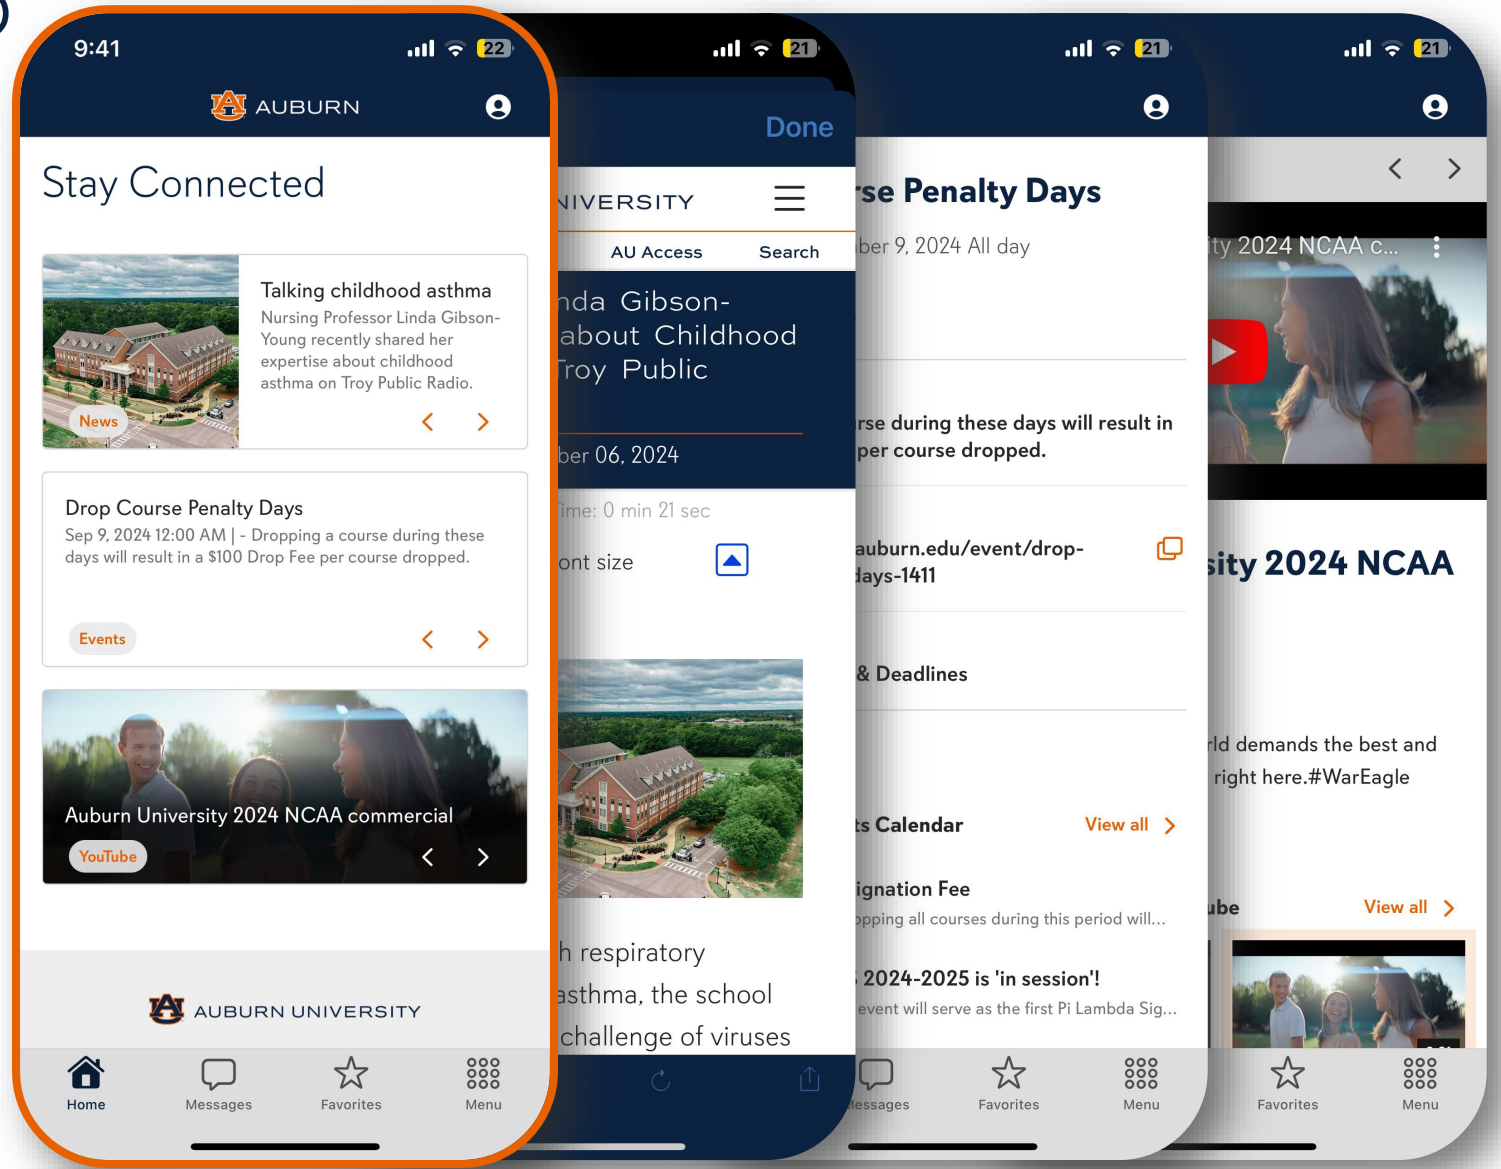 9:41
22
AUBURN
Stay Connected
Talking childhood asthma
Nursing Professor Linda Gibson-
Young recently shared her
expertise about childhood
asthma on Troy Public Radio.
News
Drop Course Penalty Days
Sep 9, 2024 12:00 AM | - Dropping a course during these
days will result in a $100 Drop Fee per course dropped.
Events
Auburn University 2024 NCAA commercial
YouTube
AUBURN UNIVERSITY
Home
Messages
Favorites
Menu
21
Done
NIVERSITY
AU Access
Search
nda Gibson-
about Childhood
Troy Public
ber 06, 2024
Time: 0 min 21 sec
ont size
h respiratory
asthma, the school
challenge of viruses
21
rse Penalty Days
ber 9, 2024 All day
urse during these days will result in
per course dropped.
auburn.edu/event/drop-
days-1411
& Deadlines
ts Calendar
View all
ignation Fee
opping all courses during this period will...
2024-2025 is 'in session'!
event will serve as the first Pi Lambda Sig...
Messages
Favorites
Menu
21
ity 2024 NCAA c...
sity 2024 NCAA
rld demands the best and
right here.#WarEagle
ube
View all
Favorites
Menu